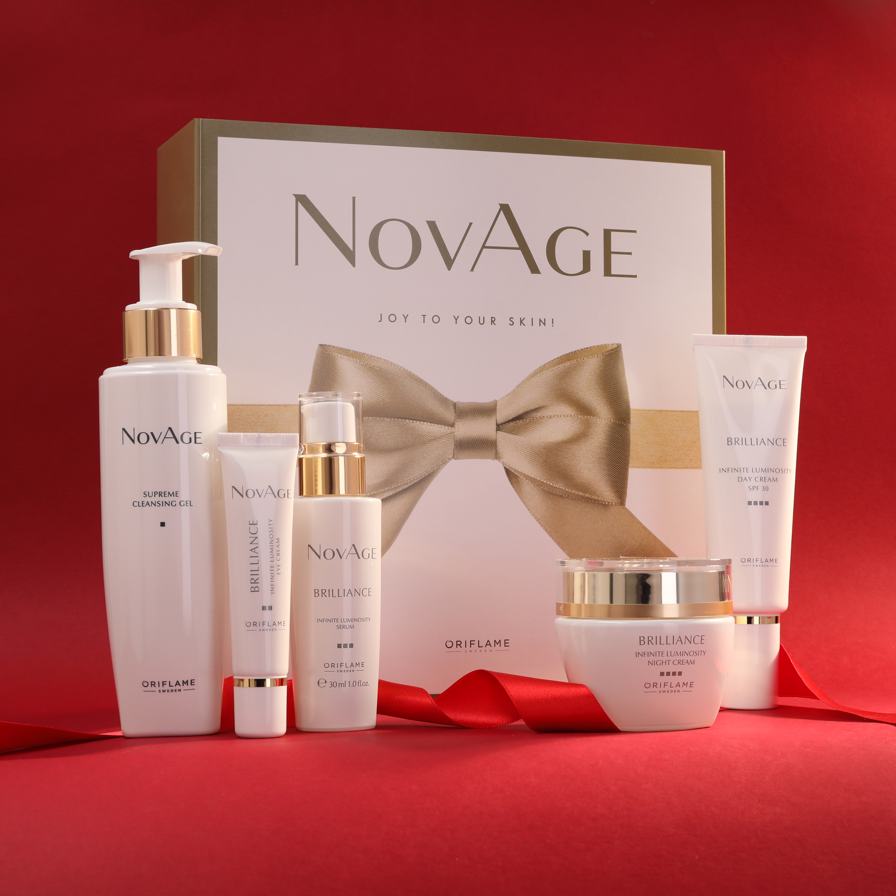 NOVAGE
JOY TO YOUR SKIN!
ORIFLAME
SWEDEN
NOVAGE
SUPREME
CLEANSING GEL
ORIFLAME
SWEDEN
NOVAGE
BRILLIANCE
INFINITE LUMINOSITY
EYE CREAM
ORIFLAME
SWEDEN
NOVAGE
BRILLIANCE
INFINITE LUMINOSITY
SERUM
ORIFLAME
SWEDEN
℮ 30 ml 1.0 fl.oz.
BRILLIANCE
INFINITE LUMINOSITY
NIGHT CREAM
ORIFLAME
SWEDEN
NOVAGE
BRILLIANCE
INFINITE LUMINOSITY
DAY CREAM
SPF 30
ORIFLAME
SWEDEN